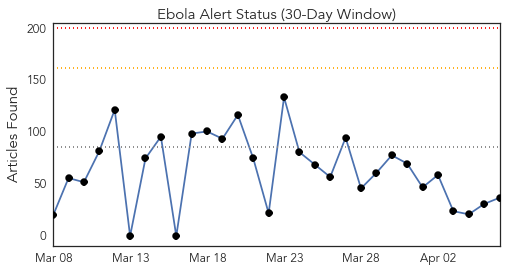 Ebola Alert Status (30-Day Window)
200
150
100
50
0
Articles Found
Mar 08 Mar 13 Mar 18 Mar 23 Mar 28 Apr 02